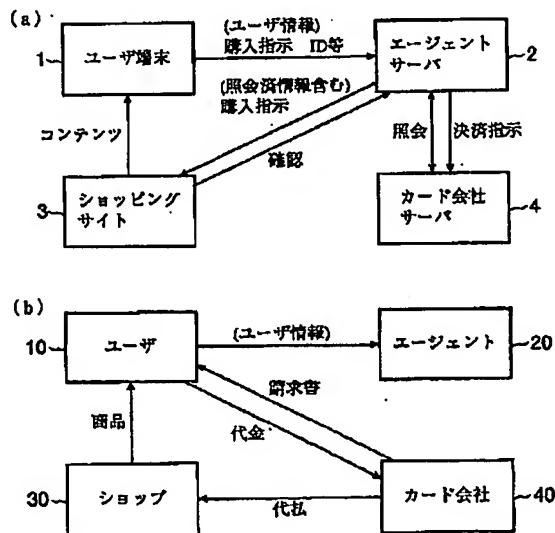 (a)
(ユーザ情報)
購入指示 ID等
1
ユーザ端末
エージェント
サーバ
2
(照会済情報含む)
購入指示
コンテンツ
確認
照会
決済指示
3
ショッピング
サイト
カード会社
サーバ
4
(b)
10
ユーザ
(ユーザ情報)
エージェント
20
請求書
商品
代金
30
ショップ
代払
カード会社
40